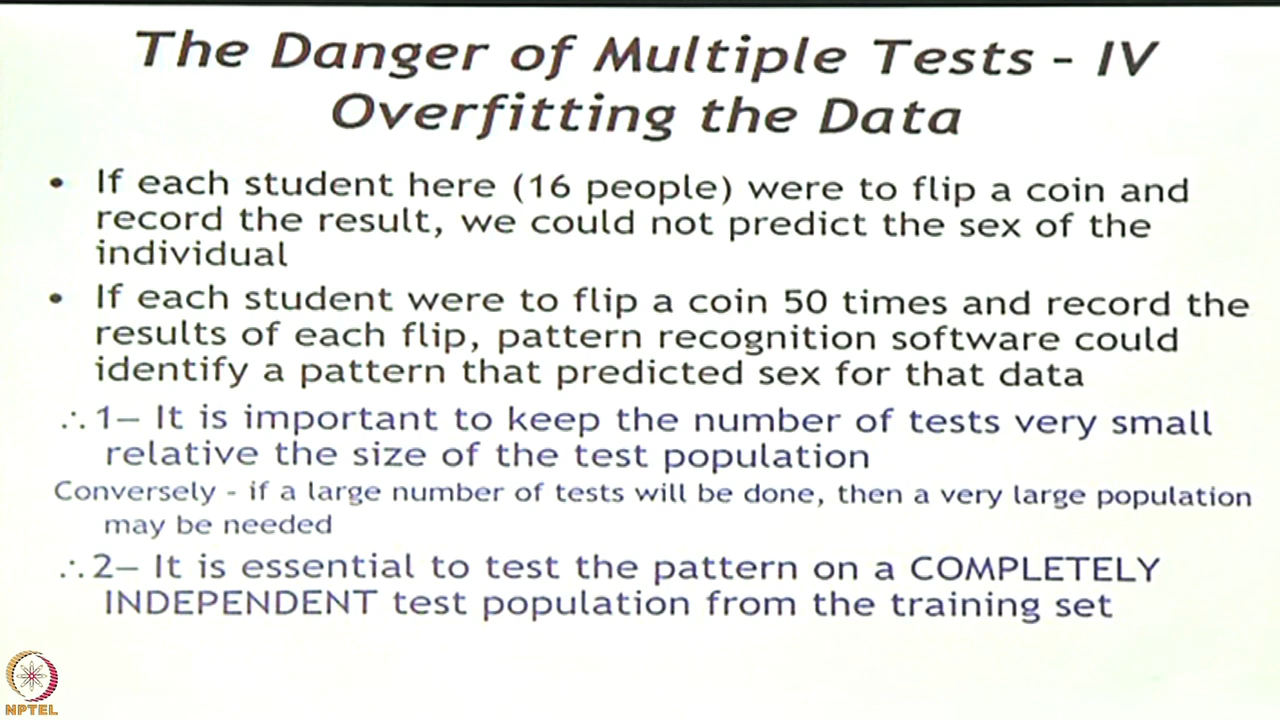 The Danger of Multiple Tests - IV
Overfitting the Data
• If each student here (16 people) were to flip a coin and
record the result, we could not predict the sex of the
individual
• If each student were to flip a coin 50 times and record the
results of each flip, pattern recognition software could
identify a pattern that predicted sex for that data
∴ 1– It is important to keep the number of tests very small
relative the size of the test population
Conversely - if a large number of tests will be done, then a very large population
may be needed
∴ 2– It is essential to test the pattern on a COMPLETELY
INDEPENDENT test population from the training set
NPTEL